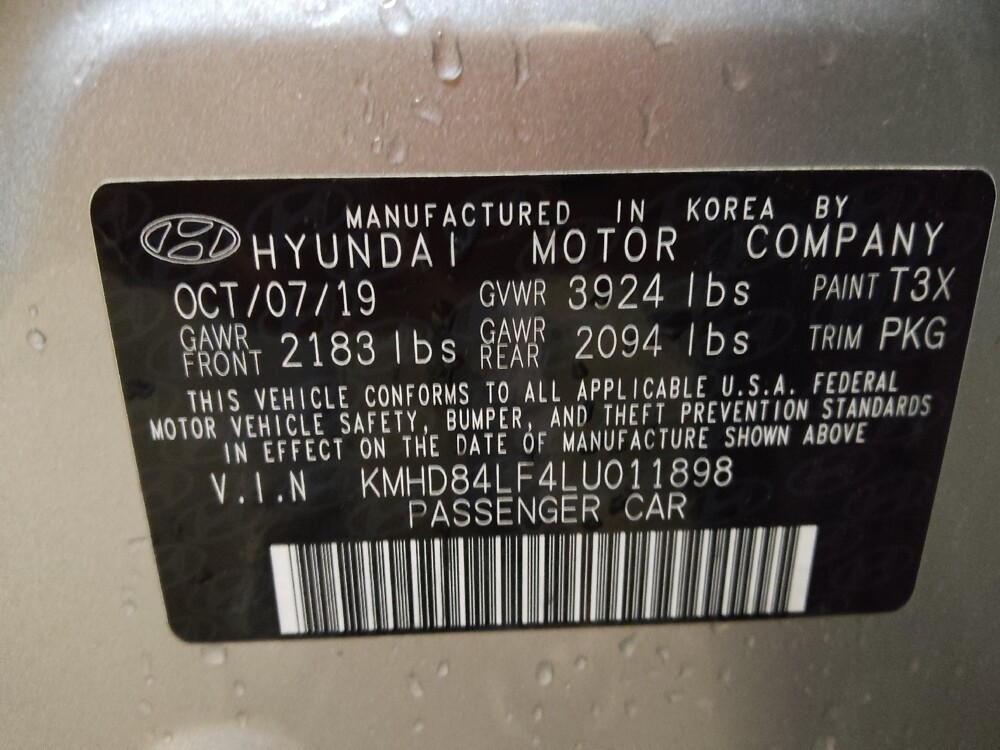 MANUFACTURED IN KOREA BY
HYUNDAI MOTOR COMPANY
OCT/07/19 GVWR 3924 lbs PAINT T3X
GAWR FRONT 2183 lbs GAWR REAR 2094 lbs TRIM PKG
THIS VEHICLE CONFORMS TO ALL APPLICABLE U.S.A. FEDERAL
MOTOR VEHICLE SAFETY, BUMPER, AND THEFT PREVENTION STANDARDS
IN EFFECT ON THE DATE OF MANUFACTURE SHOWN ABOVE
V.I.N KMHD84LF4LU011898
PASSENGER CAR